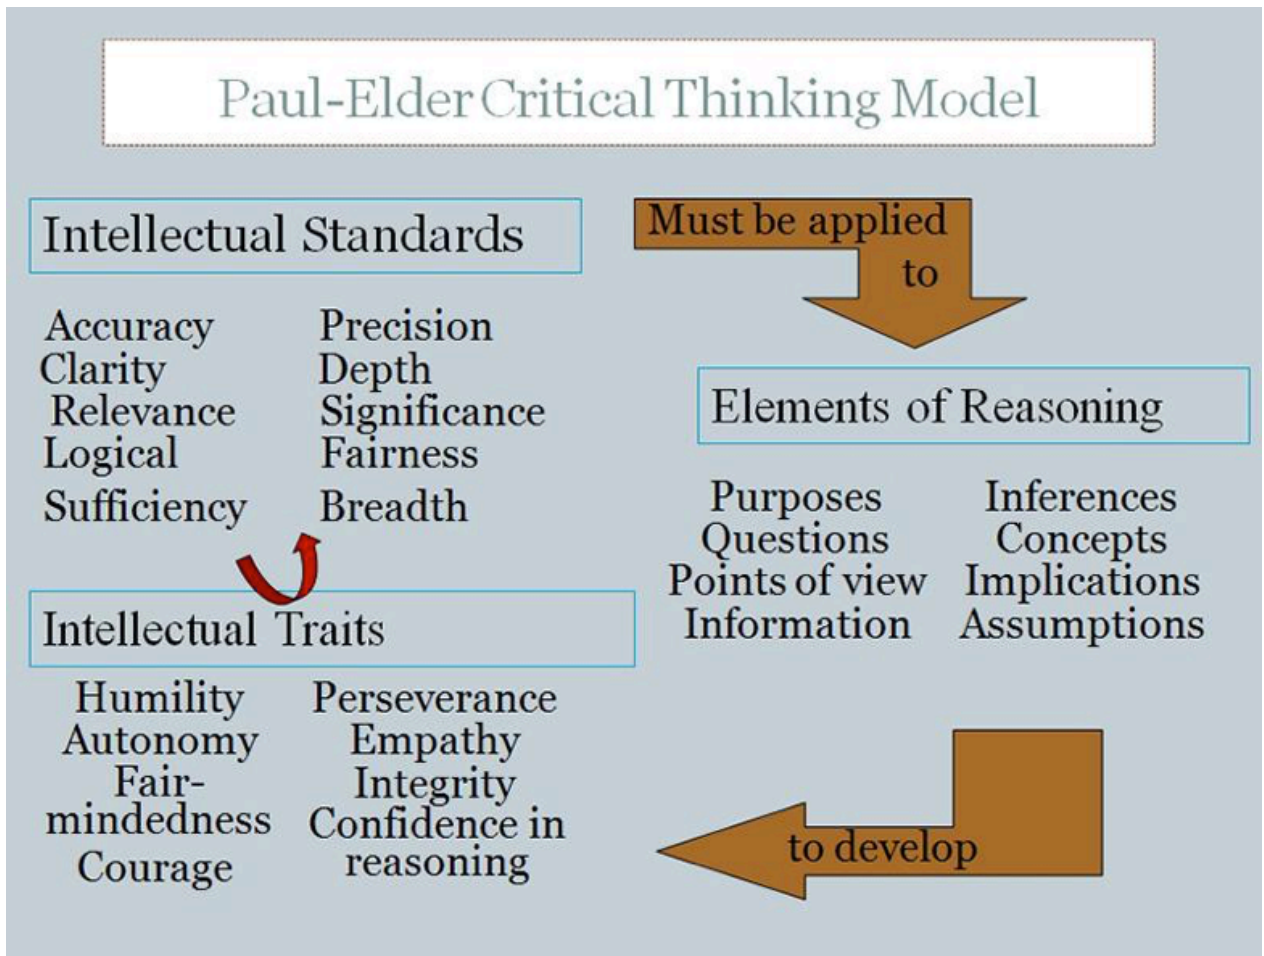 Paul-Elder Critical Thinking Model
Intellectual Standards
Accuracy
Clarity
Relevance
Logical
Sufficiency
Precision
Depth
Significance
Fairness
Breadth
Must be applied
to
Elements of Reasoning
Purposes
Questions
Points of view
Information
Inferences
Concepts
Implications
Assumptions
to develop
Intellectual Traits
Humility
Autonomy
Fair-
mindedness
Courage
Perseverance
Empathy
Integrity
Confidence in
reasoning